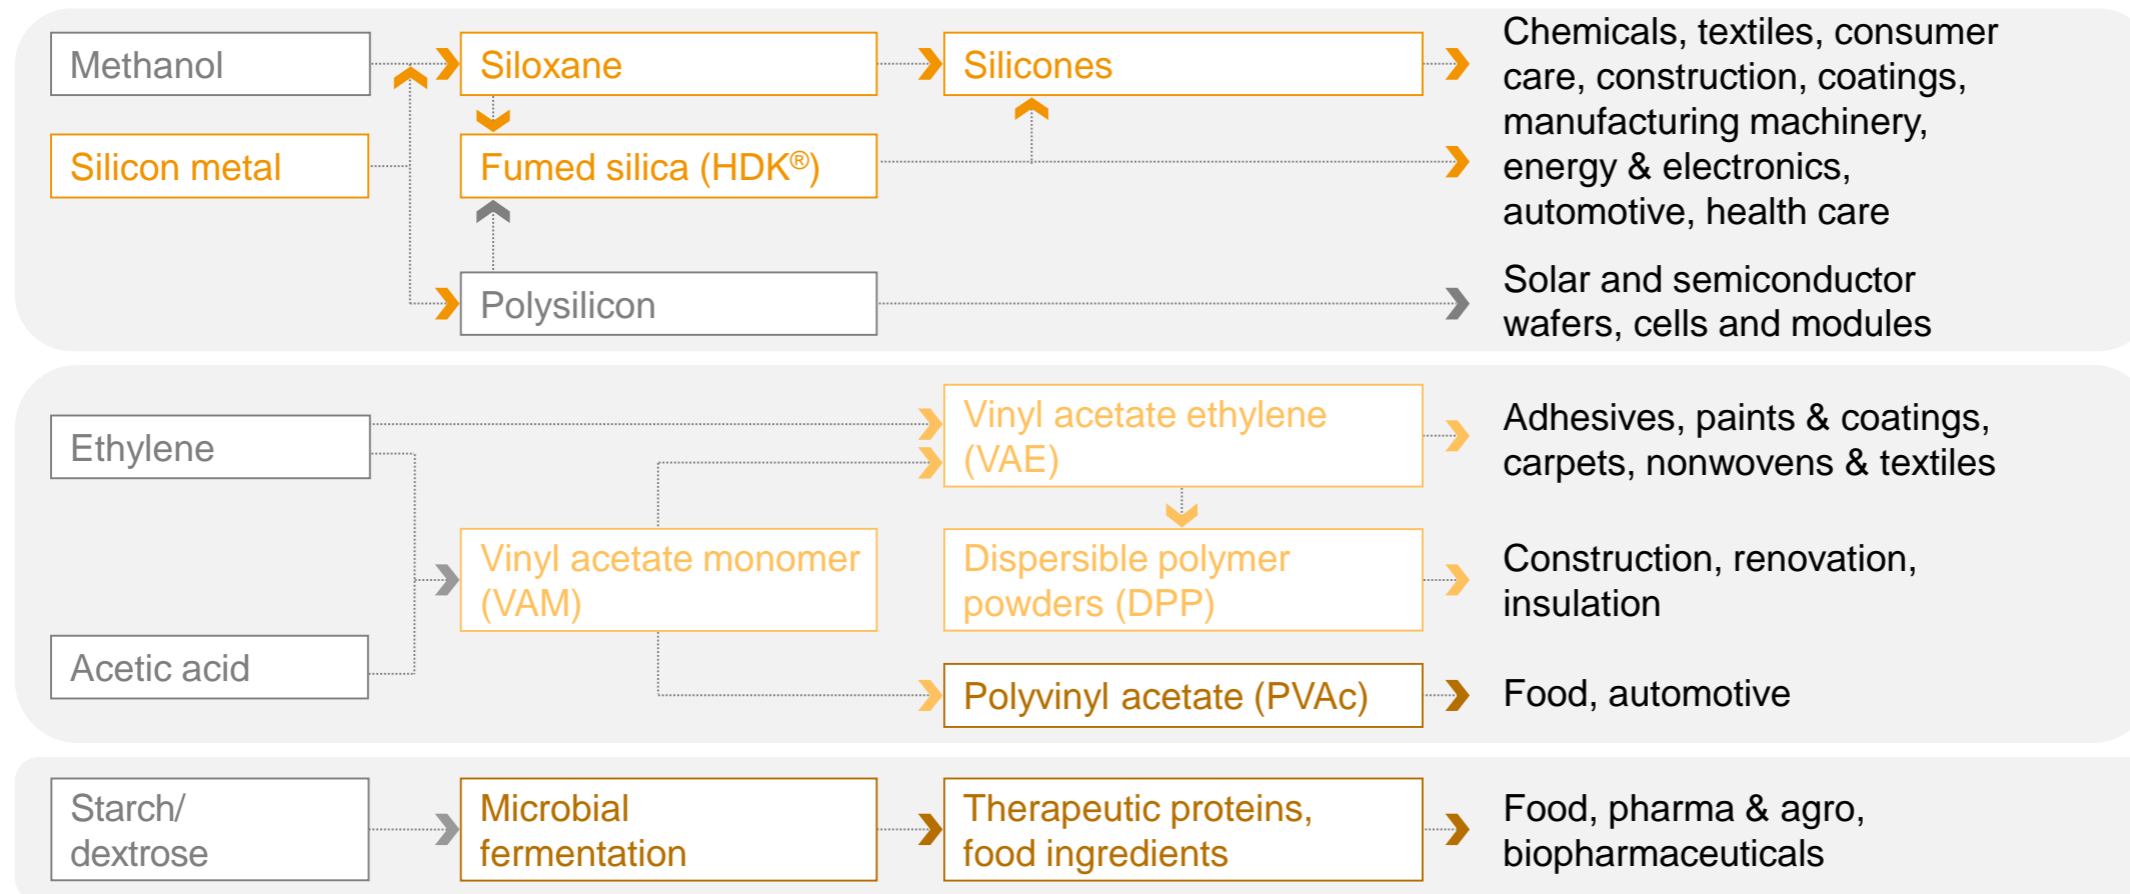 Methanol
Siloxane
Silicones
Chemicals, textiles, consumer
care, construction, coatings,
manufacturing machinery,
energy & electronics,
automotive, health care
Silicon metal
Fumed silica (HDK®)
Polysilicon
Solar and semiconductor
wafers, cells and modules
Ethylene
Vinyl acetate ethylene
(VAE)
Adhesives, paints & coatings,
carpets, nonwovens & textiles
Vinyl acetate monomer
(VAM)
Dispersible polymer
powders (DPP)
Construction, renovation,
insulation
Acetic acid
Polyvinyl acetate (PVAc)
Food, automotive
Starch/
dextrose
Microbial
fermentation
Therapeutic proteins,
food ingredients
Food, pharma & agro,
biopharmaceuticals